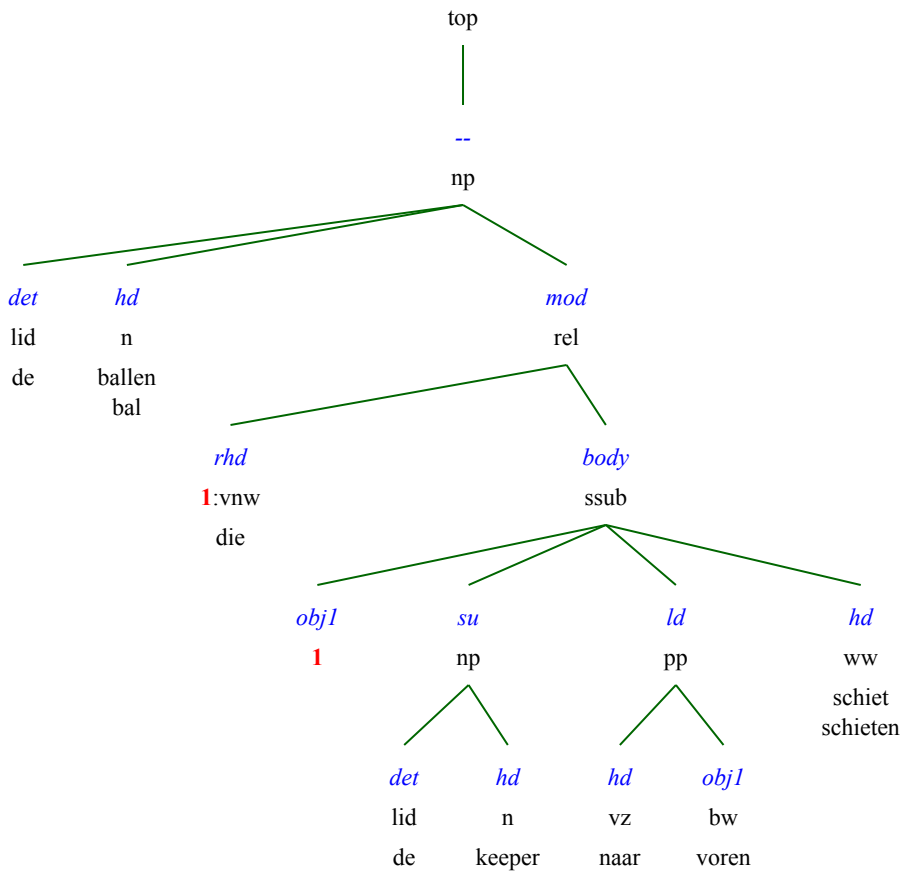 top
--
np
det hd mod
lid n rel
de ballen
bal
rhd body
1:vnw ssub
die
obj1 su ld hd
1 np pp ww
schiet
schieten
det hd hd obj1
lid n vz bw
de keeper naar voren